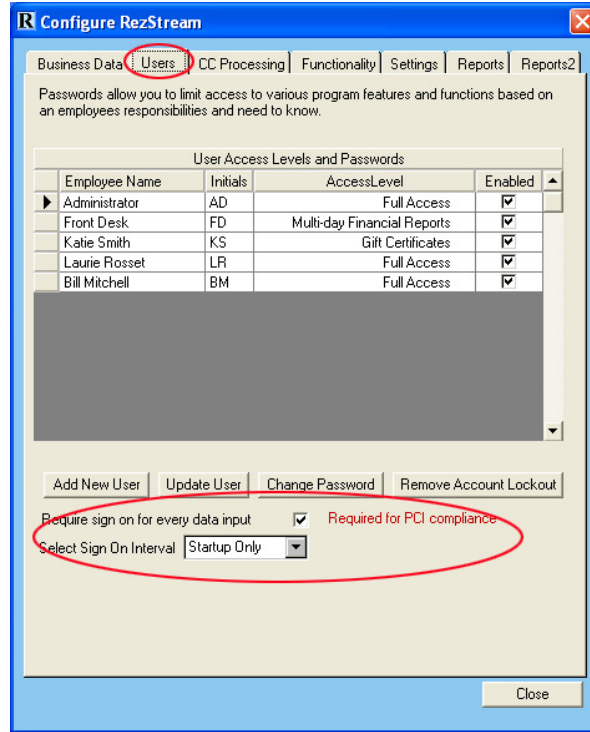 R Configure RezStream
Business Data Users CC Processing Functionality Settings Reports Reports2
Passwords allow you to limit access to various program features and functions based on
an employees responsibilities and need to know.
User Access Levels and Passwords
Employee Name Initials AccessLevel Enabled
Administrator AD Full Access
Front Desk FD Multi-day Financial Reports
Katie Smith KS Gift Certificates
Laurie Rosset LR Full Access
Bill Mitchell BM Full Access
Add New User Update User Change Password Remove Account Lockout
Require sign on for every data input Required for PCI compliance
Select Sign On Interval Startup Only
Close